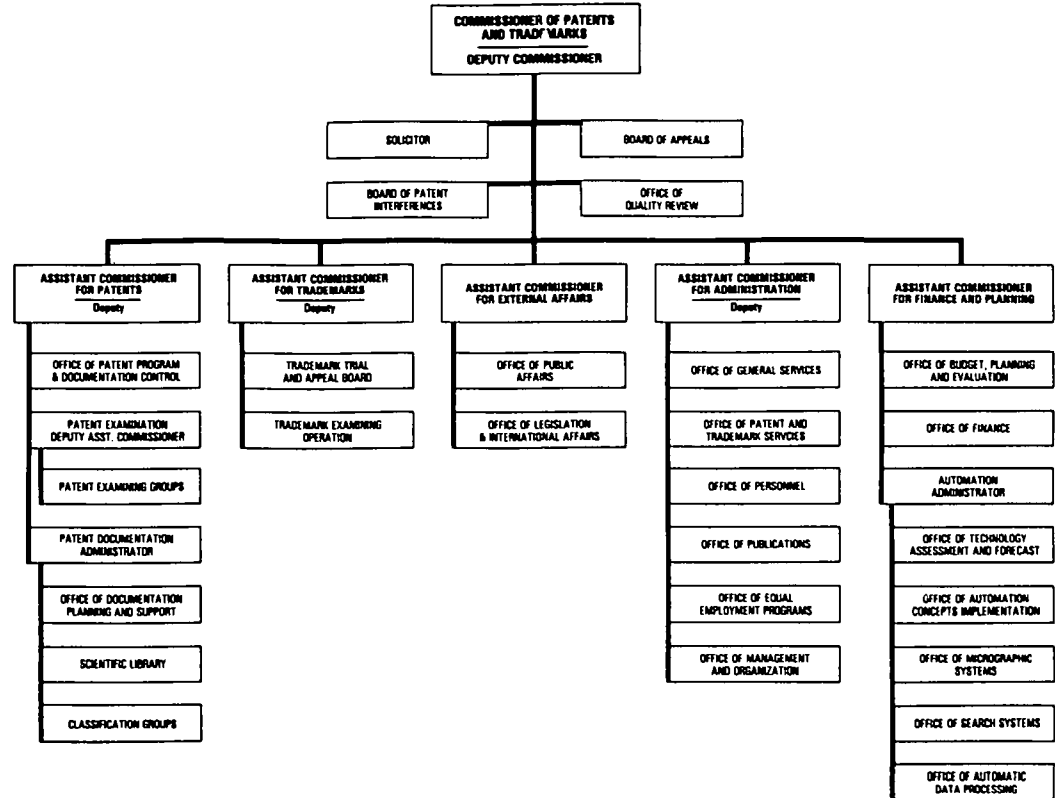 COMMISSIONER OF PATENTS
AND TRADEMARKS
DEPUTY COMMISSIONER
SOLICITOR
BOARD OF APPEALS
BOARD OF PATENT
INTERFERENCES
OFFICE OF
QUALITY REVIEW
ASSISTANT COMMISSIONER
FOR PATENTS
Deputy
OFFICE OF PATENT PROGRAM
& DOCUMENTATION CONTROL
PATENT EXAMINATION
DEPUTY ASST. COMMISSIONER
PATENT EXAMINING GROUPS
PATENT DOCUMENTATION
ADMINISTRATOR
OFFICE OF DOCUMENTATION
PLANNING AND SUPPORT
SCIENTIFIC LIBRARY
CLASSIFICATION GROUPS
ASSISTANT COMMISSIONER
FOR TRADEMARKS
Deputy
TRADEMARK TRIAL
AND APPEAL BOARD
TRADEMARK EXAMINING
OPERATION
ASSISTANT COMMISSIONER
FOR EXTERNAL AFFAIRS
OFFICE OF PUBLIC
AFFAIRS
OFFICE OF LEGISLATION
& INTERNATIONAL AFFAIRS
ASSISTANT COMMISSIONER
FOR ADMINISTRATION
Deputy
OFFICE OF GENERAL SERVICES
OFFICE OF PATENT AND
TRADEMARK SERVCIES
OFFICE OF PERSONNEL
OFFICE OF PUBLICATIONS
OFFICE OF EQUAL
EMPLOYMENT PROGRAMS
OFFICE OF MANAGEMENT
AND ORGANIZATION
ASSISTANT COMMISSIONER
FOR FINANCE AND PLANNING
OFFICE OF BUDGET, PLANNING
AND EVALUATION
OFFICE OF FINANCE
AUTOMATION
ADMINISTRATOR
OFFICE OF TECHNOLOGY
ASSESSMENT AND FORECAST
OFFICE OF AUTOMATION
CONCEPTS IMPLEMENTATION
OFFICE OF MICROGRAPHIC
SYSTEMS
OFFICE OF SEARCH SYSTEMS
OFFICE OF AUTOMATIC
DATA PROCESSING